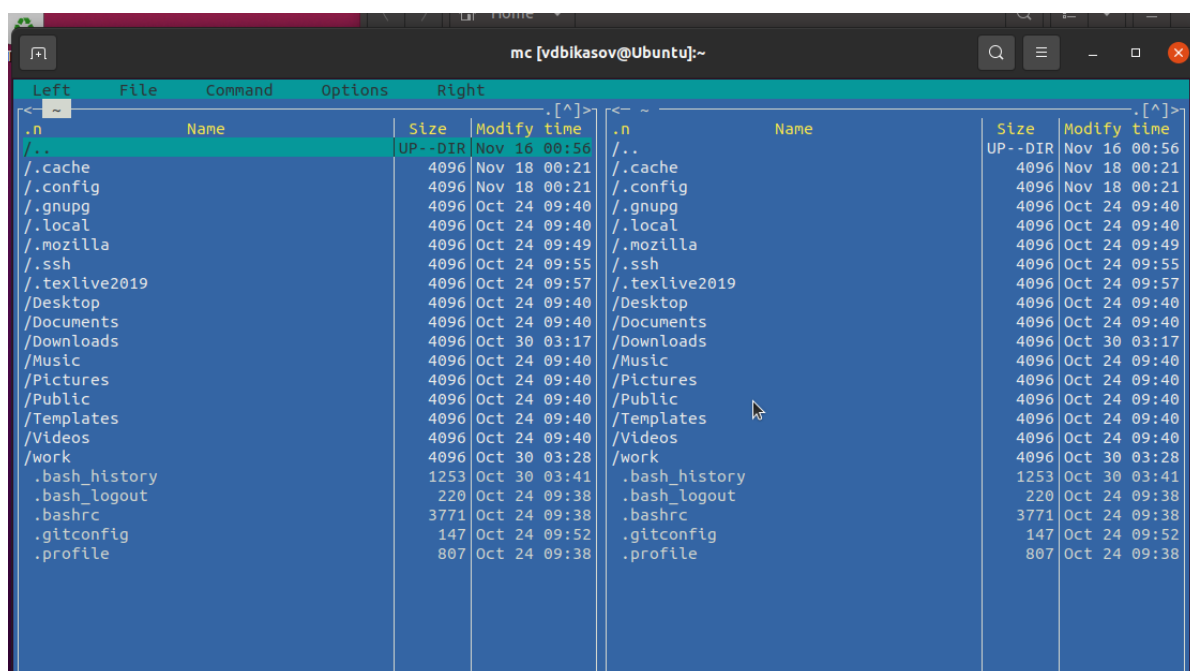 Home
mc [vdbikasov@Ubuntu]:~
Left File Command Options Right
<─ ~ ─.[^]> <─ ~ ─.[^]>
.n Name Size Modify time .n Name Size Modify time
/.. UP--DIR Nov 16 00:56 /.. UP--DIR Nov 16 00:56
/.cache 4096 Nov 18 00:21 /.cache 4096 Nov 18 00:21
/.config 4096 Nov 18 00:21 /.config 4096 Nov 18 00:21
/.gnupg 4096 Oct 24 09:40 /.gnupg 4096 Oct 24 09:40
/.local 4096 Oct 24 09:40 /.local 4096 Oct 24 09:40
/.mozilla 4096 Oct 24 09:49 /.mozilla 4096 Oct 24 09:49
/.ssh 4096 Oct 24 09:55 /.ssh 4096 Oct 24 09:55
/.texlive2019 4096 Oct 24 09:57 /.texlive2019 4096 Oct 24 09:57
/Desktop 4096 Oct 24 09:40 /Desktop 4096 Oct 24 09:40
/Documents 4096 Oct 24 09:40 /Documents 4096 Oct 24 09:40
/Downloads 4096 Oct 30 03:17 /Downloads 4096 Oct 30 03:17
/Music 4096 Oct 24 09:40 /Music 4096 Oct 24 09:40
/Pictures 4096 Oct 24 09:40 /Pictures 4096 Oct 24 09:40
/Public 4096 Oct 24 09:40 /Public 4096 Oct 24 09:40
/Templates 4096 Oct 24 09:40 /Templates 4096 Oct 24 09:40
/Videos 4096 Oct 24 09:40 /Videos 4096 Oct 24 09:40
/work 4096 Oct 30 03:28 /work 4096 Oct 30 03:28
.bash_history 1253 Oct 30 03:41 .bash_history 1253 Oct 30 03:41
.bash_logout 220 Oct 24 09:38 .bash_logout 220 Oct 24 09:38
.bashrc 3771 Oct 24 09:38 .bashrc 3771 Oct 24 09:38
.gitconfig 147 Oct 24 09:52 .gitconfig 147 Oct 24 09:52
.profile 807 Oct 24 09:38 .profile 807 Oct 24 09:38